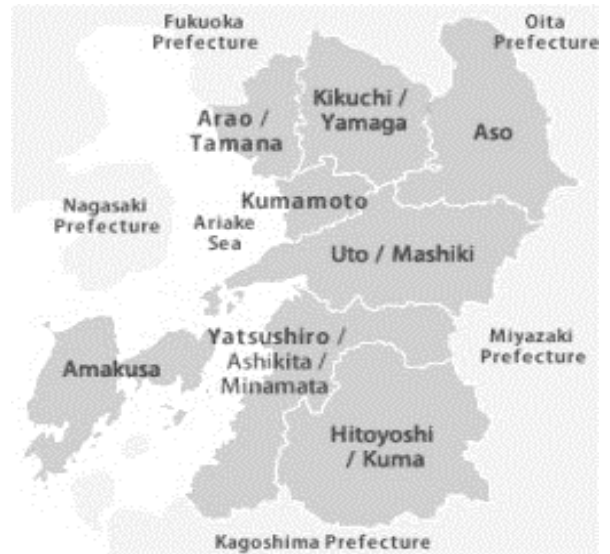 Fukuoka
Prefecture
Oita
Prefecture
Kikuchi /
Yamaga
Arao /
Tamana
Aso
Kumamoto
Nagasaki
Prefecture
Ariake
Sea
Uto / Mashiki
Yatsushiro /
Ashikita /
Minamata
Miyazaki
Prefecture
Amakusa
Hitoyoshi
/ Kuma
Kagoshima Prefecture